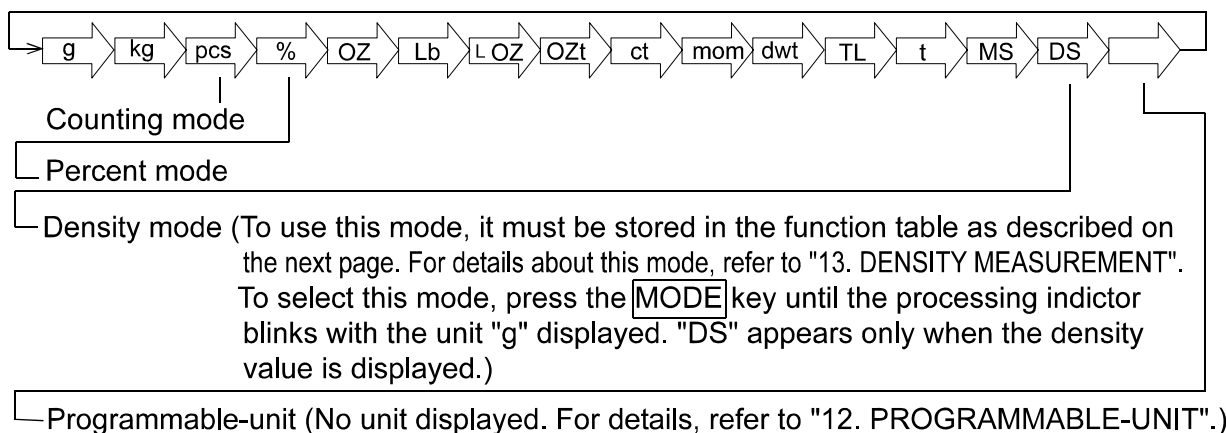 g kg pcs % OZ Lb L OZ OZt ct mom dwt TL t MS DS
Counting mode
Percent mode
Density mode (To use this mode, it must be stored in the function table as described on
the next page. For details about this mode, refer to "13. DENSITY MEASUREMENT".
To select this mode, press the MODE key until the processing indictor
blinks with the unit "g" displayed. "DS" appears only when the density
value is displayed.)
Programmable-unit (No unit displayed. For details, refer to "12. PROGRAMMABLE-UNIT".)